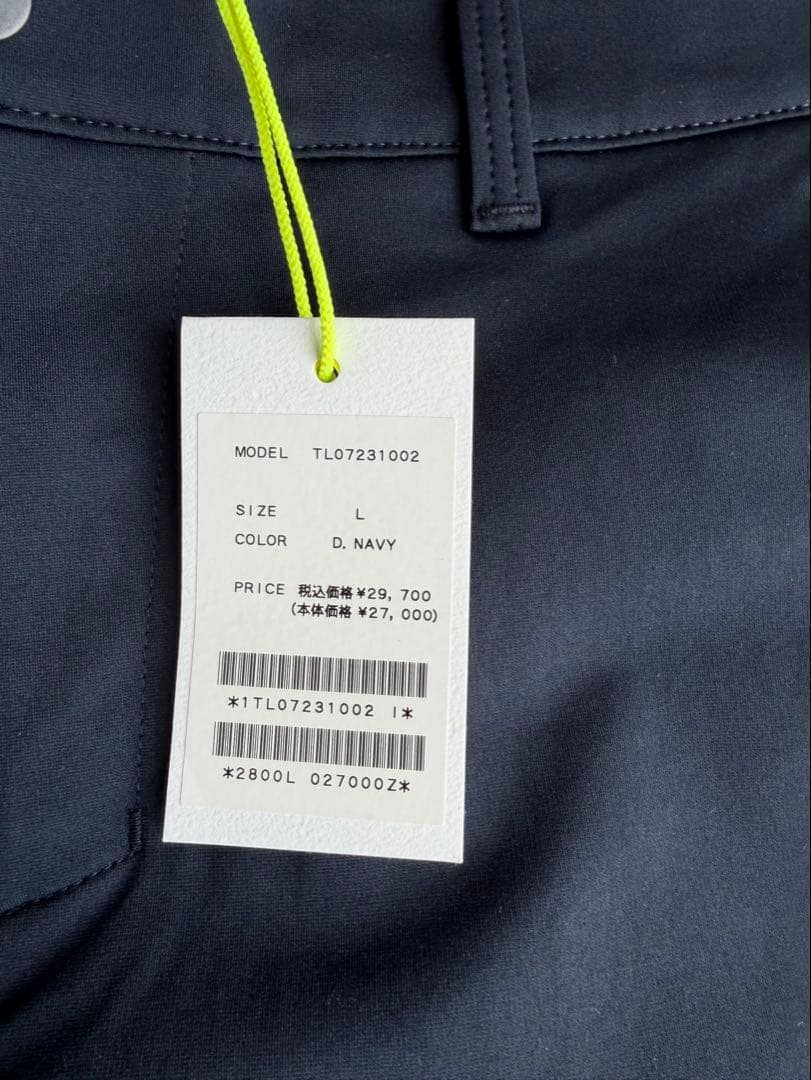 MODEL TL07231002
SIZE L
COLOR D. NAVY
PRICE 税込価格 ¥29, 700
(本体価格 ¥27, 000)
*1TL07231002 I*
*2800L 027000Z*